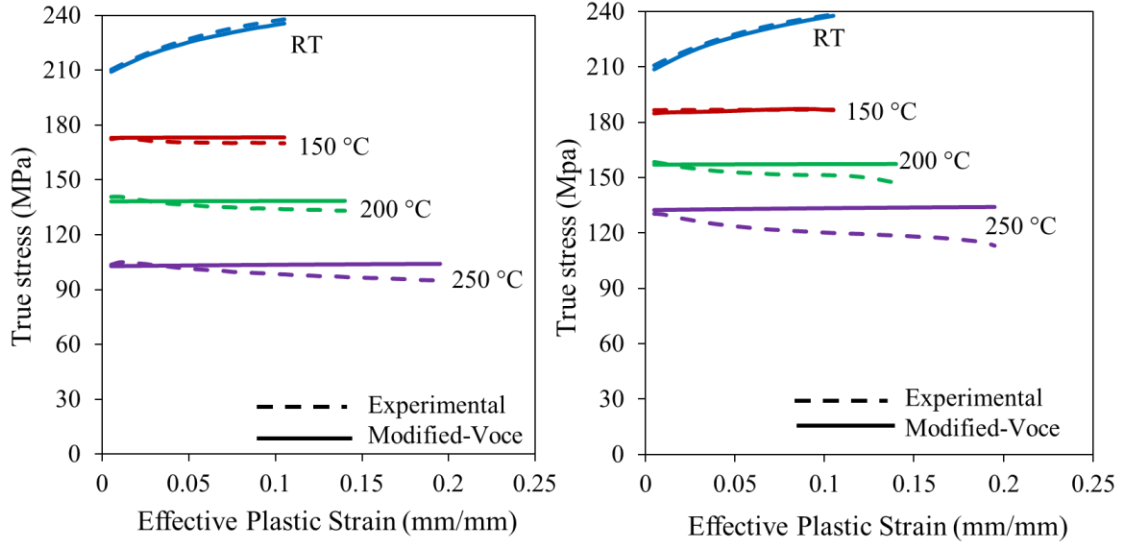 240
210
180
150
120
90
60
30
0
True stress (MPa)
RT
150 °C
200 °C
250 °C
Experimental
Modified-Voce
0 0.05 0.1 0.15 0.2 0.25
Effective Plastic Strain (mm/mm)
240
210
180
150
120
90
60
30
0
True stress (Mpa)
RT
150 °C
200 °C
250 °C
Experimental
Modified-Voce
0 0.05 0.1 0.15 0.2 0.25
Effective Plastic Strain (mm/mm)